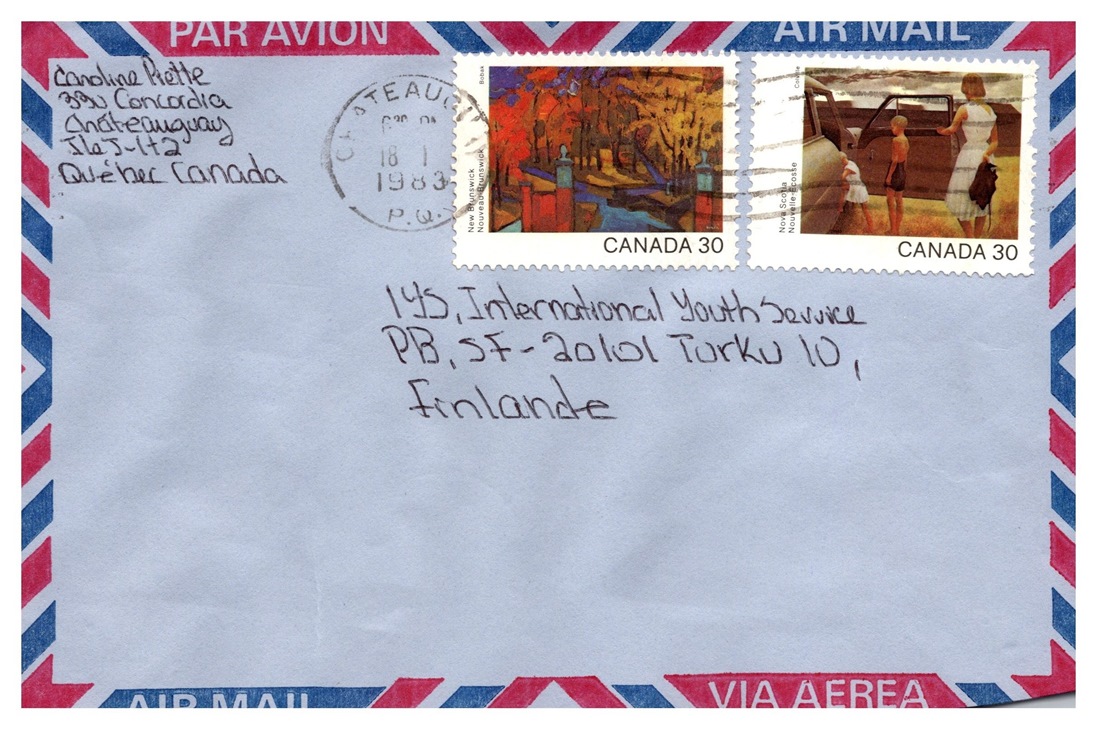 PAR AVION
AIR MAIL
Caroline Piette
330 Concordia
Châteauguay
J6J-1t2
Québec Canada
CHATEAUGUAY
18 I
1983
P.Q.
Bobak
New Brunswick
Nouveau-Brunswick
CANADA 30
Colville
Nova Scotia
Nouvelle-Écosse
CANADA 30
IYS, International Youth Service
PB, SF-20101 Turku 10,
Finlande
AIR MAIL
VIA AEREA